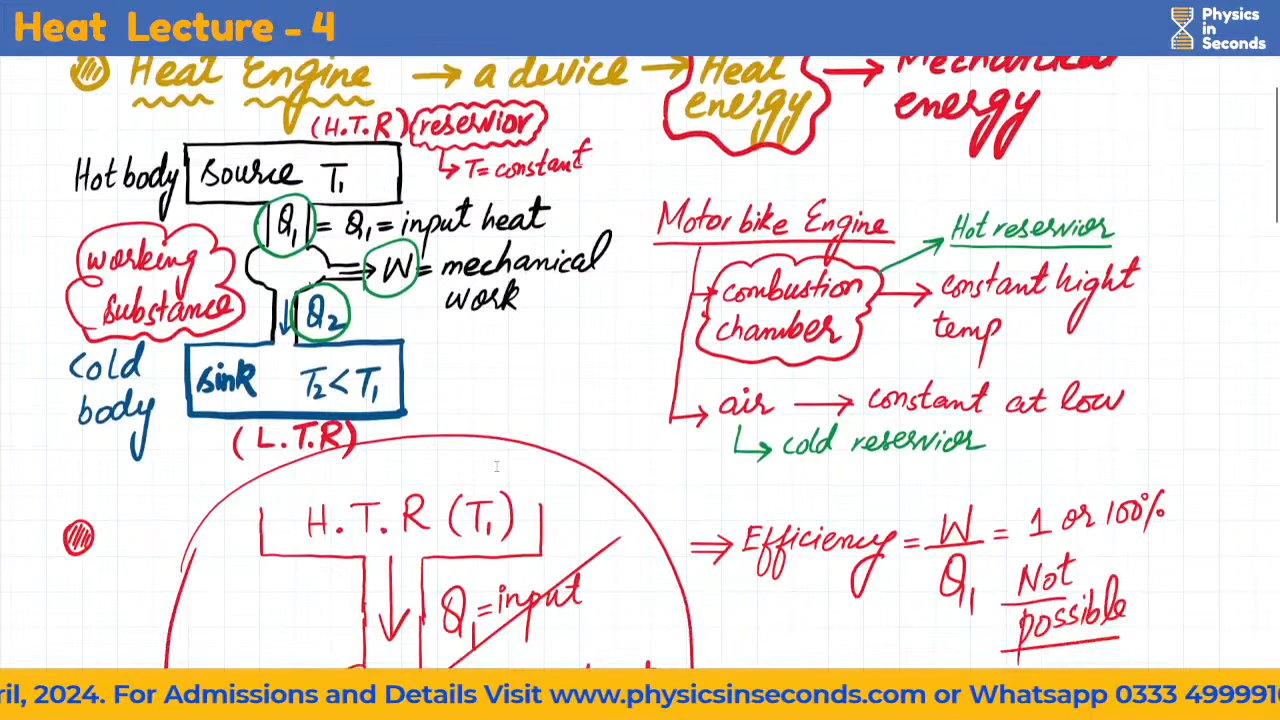 Heat Lecture - 4
Physics
in
Seconds
Heat Engine → a device → Heat energy → Mechanical energy
(H.T.R) reservior
↳ T = constant
Hot body
source T₁
|Q₁| = Q₁ = input heat
working
substance
⇒ W = mechanical
work
↓ Q₂
cold
body
sink T₂ < T₁
(L.T.R)
Motor bike Engine
Hot reservior
combustion
chamber
→ constant hight
temp
air → constant at low
↳ cold reservior
H.T.R (T₁)
Q₁ = input
⇒ Efficiency = W/Q₁ = 1 or 100%
Not
possible
ril, 2024. For Admissions and Details Visit www.physicsinseconds.com or Whatsapp 0333 499991